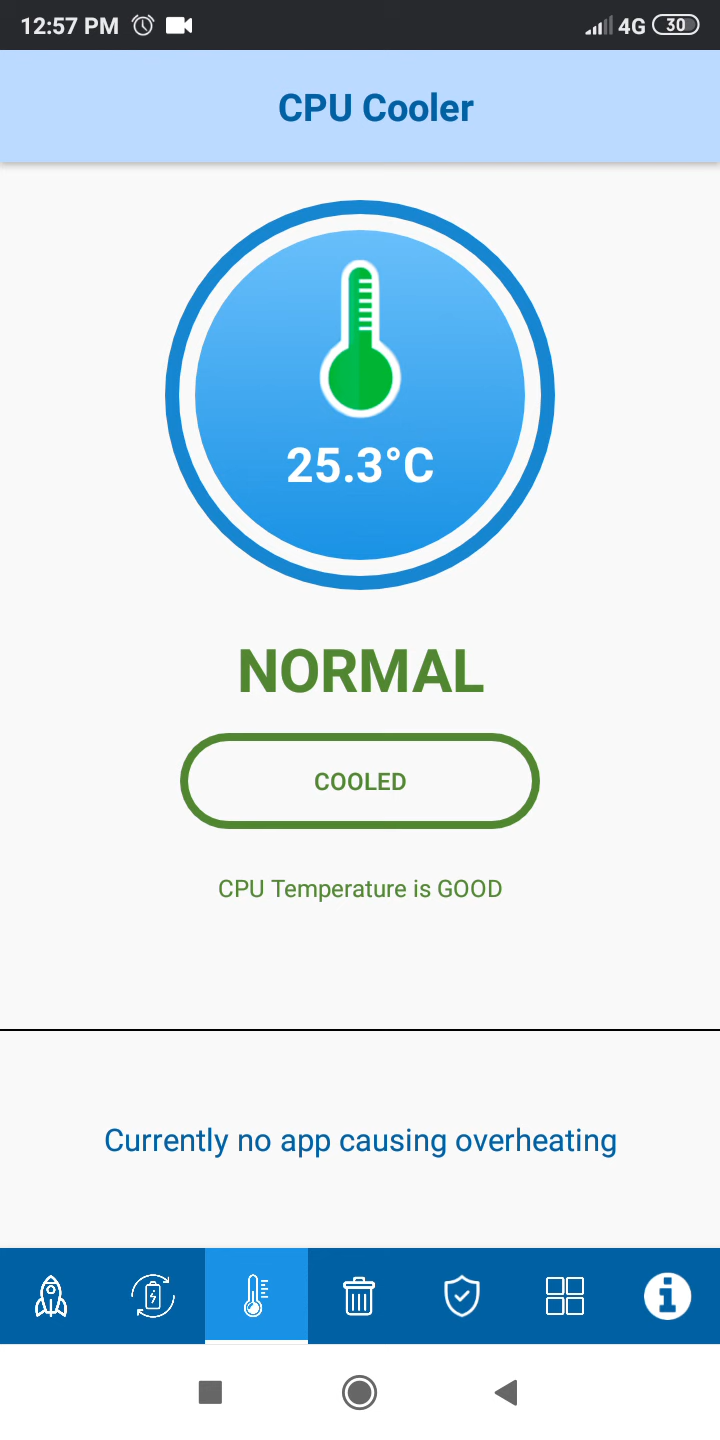 12:57 PM 4G 30
CPU Cooler
25.3°C
NORMAL
COOLED
CPU Temperature is GOOD
Currently no app causing overheating